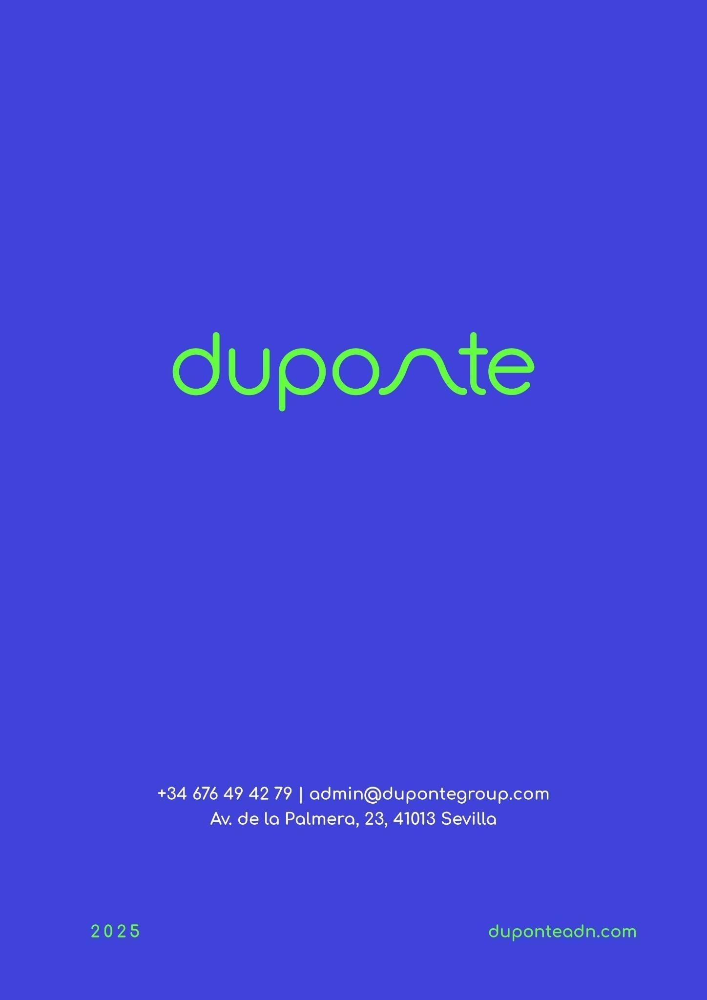 duponte
+34 676 49 42 79 | admin@dupontegroup.com
Av. de la Palmera, 23, 41013 Sevilla
2025
duponteadn.com